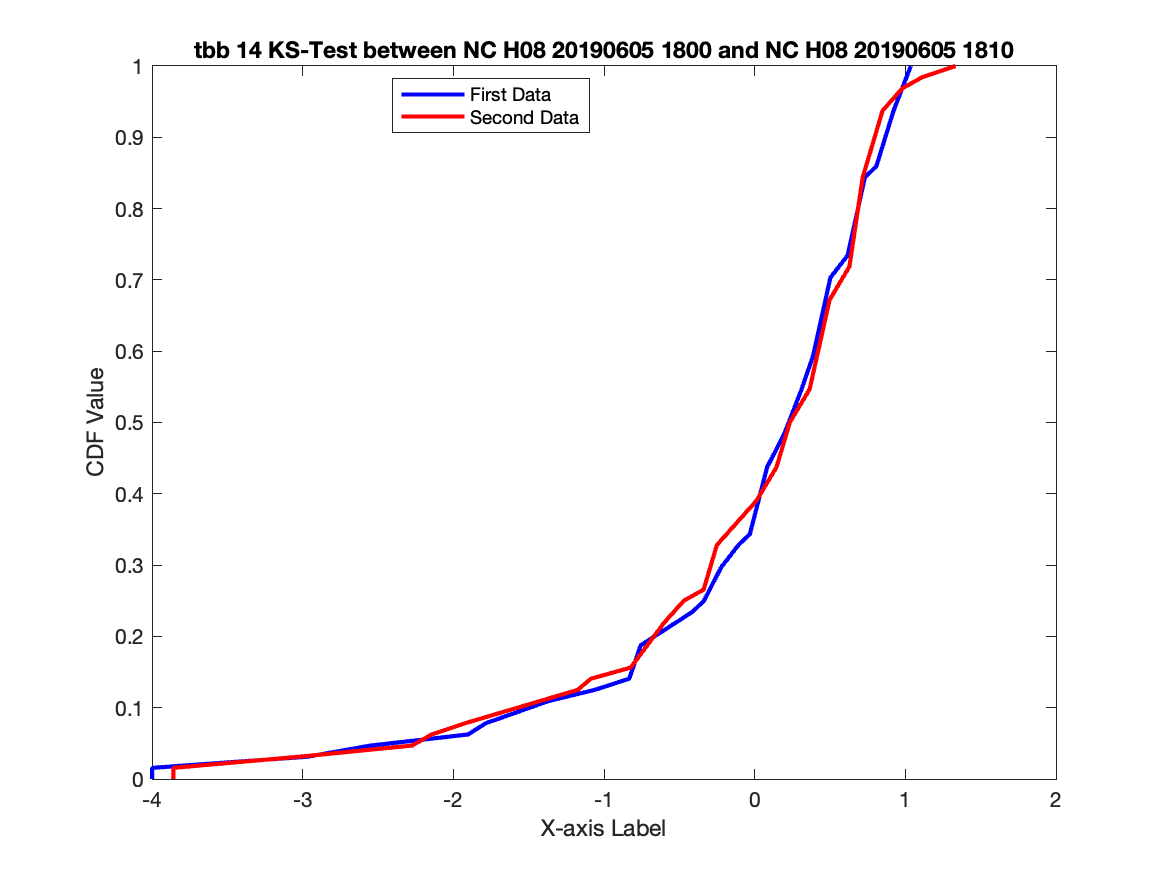 tbb 14 KS-Test between NC H08 20190605 1800 and NC H08 20190605 1810
First Data
Second Data
1
0.9
0.8
0.7
0.6
0.5
0.4
0.3
0.2
0.1
0
CDF Value
-4 -3 -2 -1 0 1 2
X-axis Label